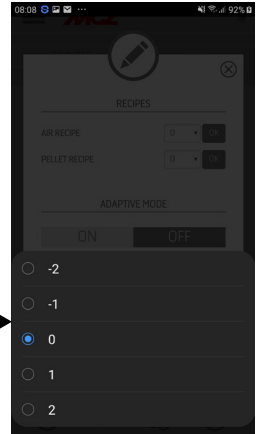 08:08 92%
MCZ
RECIPES
AIR RECIPE 0 OK
PELLET RECIPE 0 OK
ADAPTIVE MODE
ON OFF
-2
-1
0
1
2